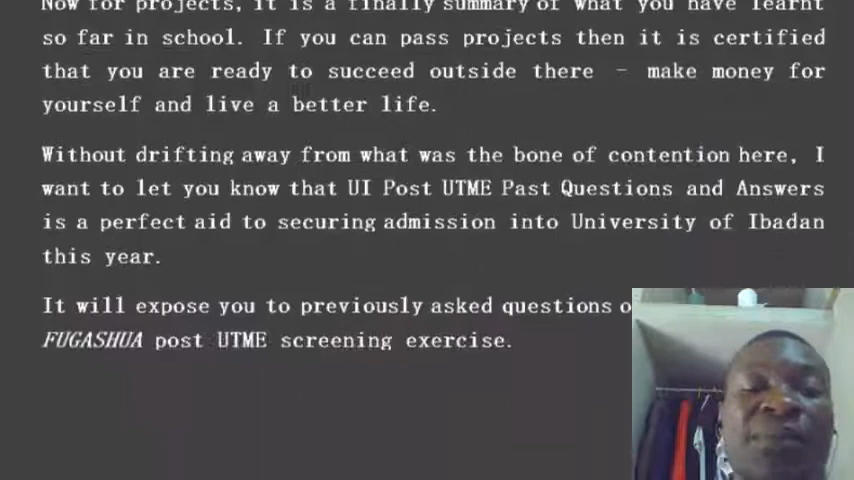 Now for projects, it is a finally summary of what you have learnt
so far in school. If you can pass projects then it is certified
that you are ready to succeed outside there - make money for
yourself and live a better life.
Without drifting away from what was the bone of contention here, I
want to let you know that UI Post UTME Past Questions and Answers
is a perfect aid to securing admission into University of Ibadan
this year.
It will expose you to previously asked questions
FUGASHUA post UTME screening exercise.